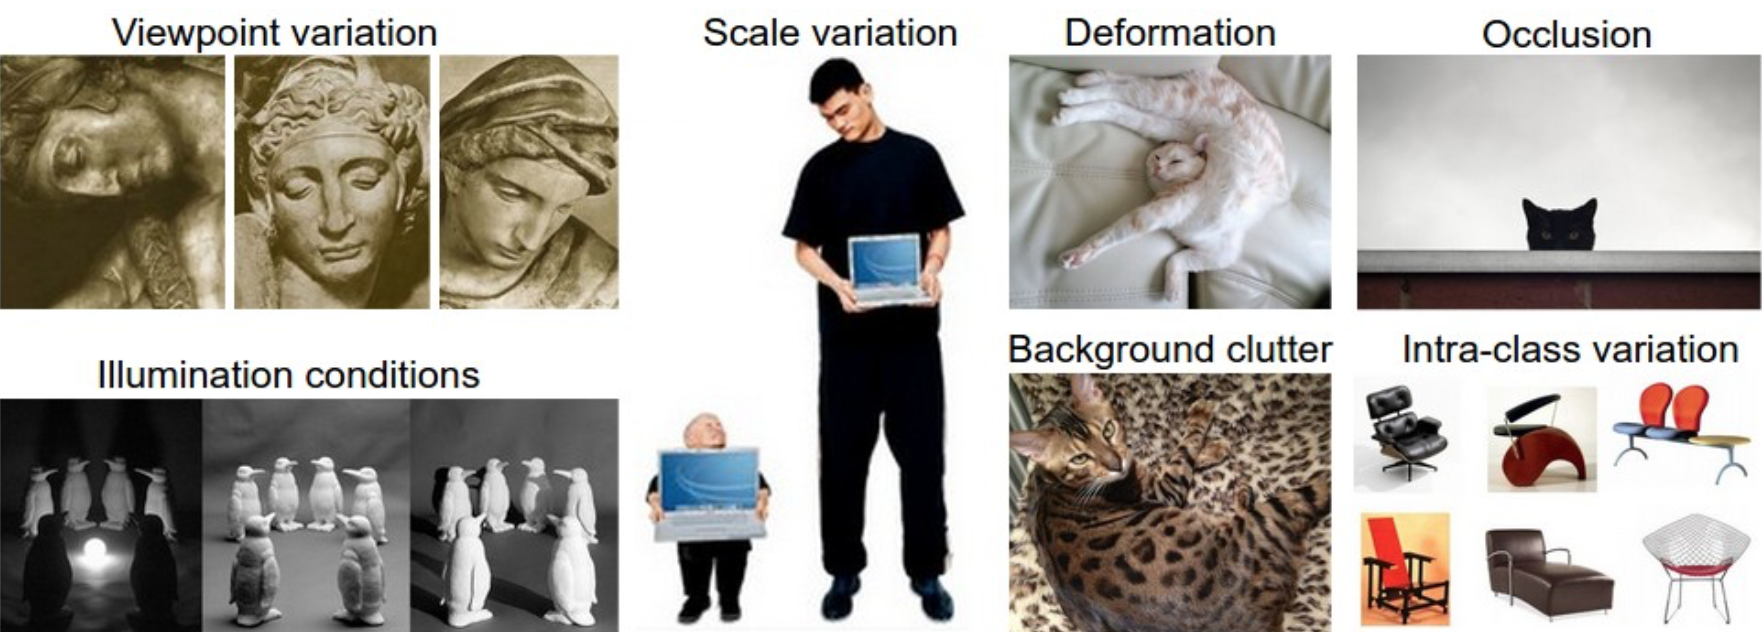 Viewpoint variation
Scale variation
Deformation
Occlusion
Illumination conditions
Background clutter
Intra-class variation